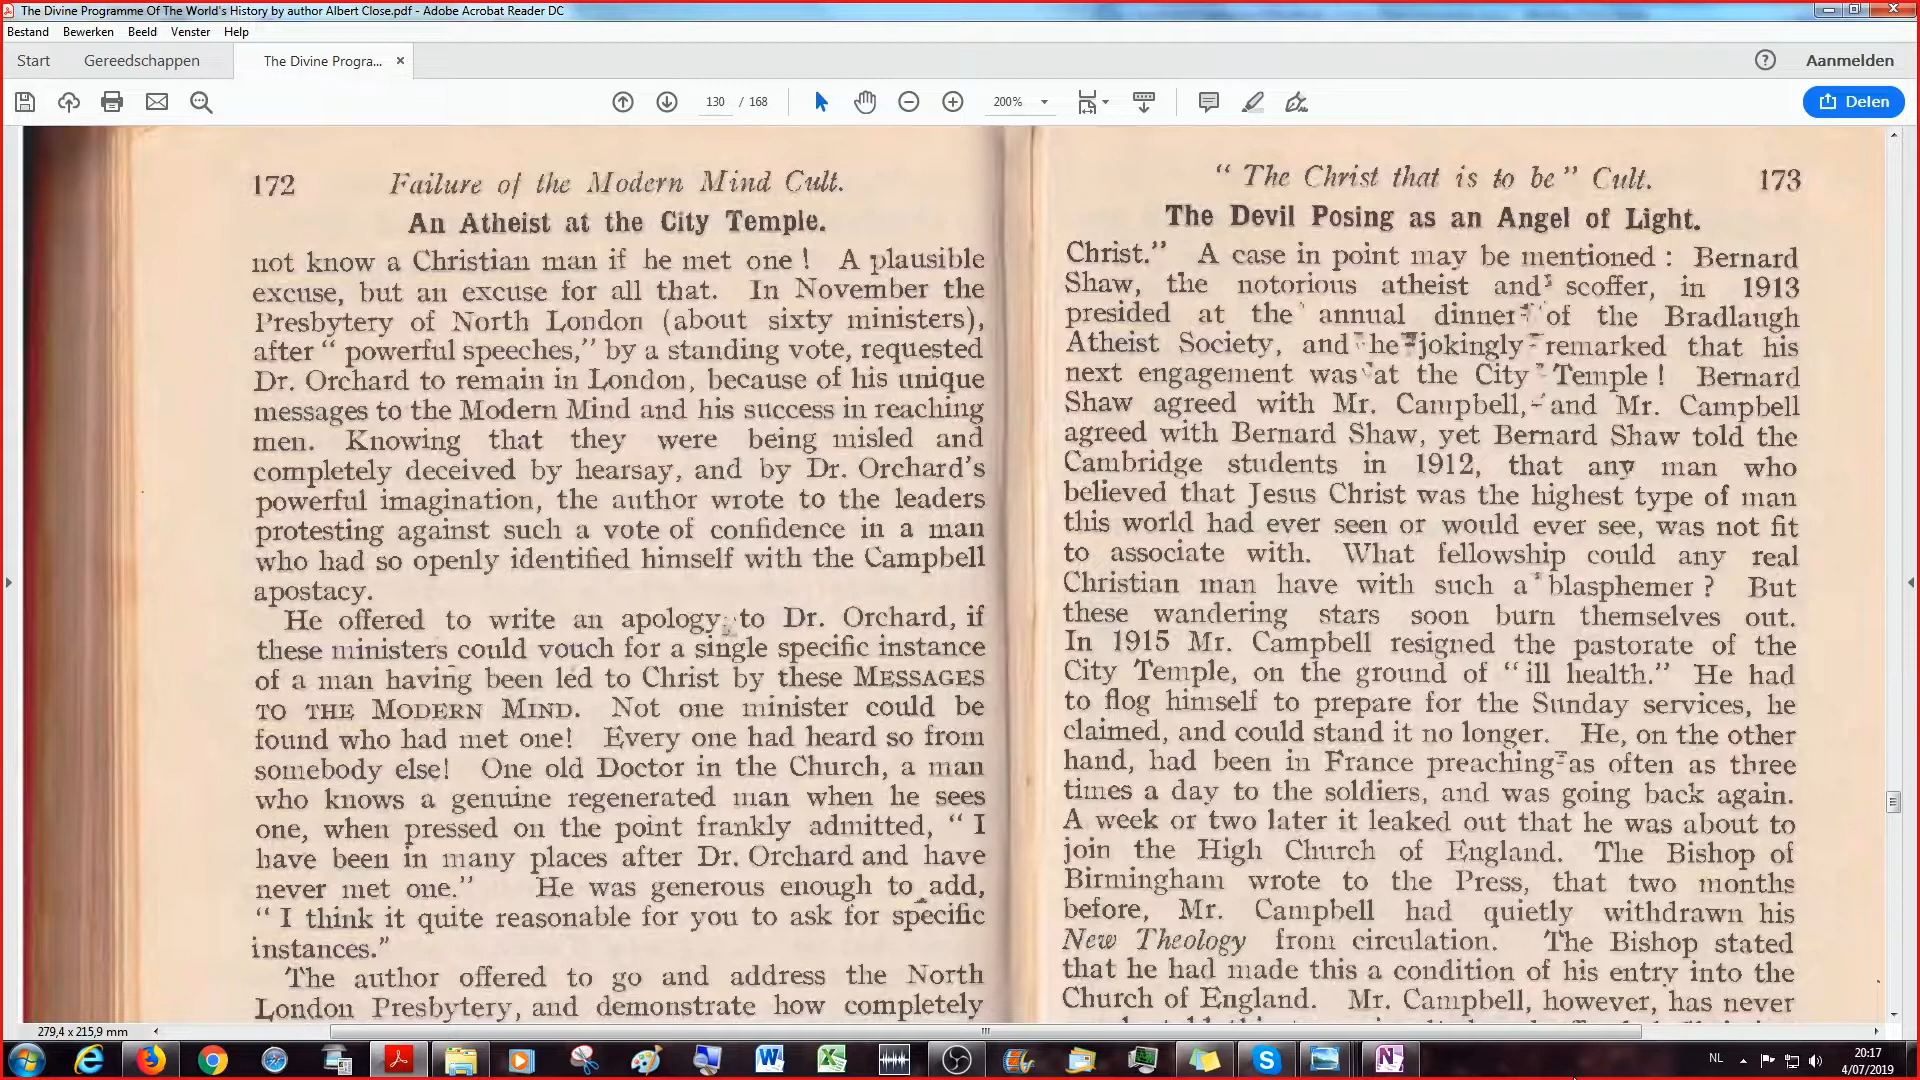 The Divine Programme Of The World's History by author Albert Close.pdf - Adobe Acrobat Reader DC
Bestand Bewerken Beeld Venster Help
Start Gereedschappen The Divine Progra... Aanmelden
130 / 168 200% Delen
172 Failure of the Modern Mind Cult.
An Atheist at the City Temple.
not know a Christian man if he met one ! A plausible
excuse, but an excuse for all that. In November the
Presbytery of North London (about sixty ministers),
after “ powerful speeches,” by a standing vote, requested
Dr. Orchard to remain in London, because of his unique
messages to the Modern Mind and his success in reaching
men. Knowing that they were being misled and
completely deceived by hearsay, and by Dr. Orchard's
powerful imagination, the author wrote to the leaders
protesting against such a vote of confidence in a man
who had so openly identified himself with the Campbell
apostacy.
He offered to write an apology to Dr. Orchard, if
these ministers could vouch for a single specific instance
of a man having been led to Christ by these MESSAGES
TO THE MODERN MIND. Not one minister could be
found who had met one! Every one had heard so from
somebody else! One old Doctor in the Church, a man
who knows a genuine regenerated man when he sees
one, when pressed on the point frankly admitted, “ I
have been in many places after Dr. Orchard and have
never met one.” He was generous enough to add,
“ I think it quite reasonable for you to ask for specific
instances.”
The author offered to go and address the North
London Presbytery, and demonstrate how completely
“ The Christ that is to be ” Cult. 173
The Devil Posing as an Angel of Light.
Christ.” A case in point may be mentioned : Bernard
Shaw, the notorious atheist and scoffer, in 1913
presided at the annual dinner of the Bradlaugh
Atheist Society, and he jokingly remarked that his
next engagement was at the City Temple ! Bernard
Shaw agreed with Mr. Campbell, and Mr. Campbell
agreed with Bernard Shaw, yet Bernard Shaw told the
Cambridge students in 1912, that any man who
believed that Jesus Christ was the highest type of man
this world had ever seen or would ever see, was not fit
to associate with. What fellowship could any real
Christian man have with such a blasphemer ? But
these wandering stars soon burn themselves out.
In 1915 Mr. Campbell resigned the pastorate of the
City Temple, on the ground of “ ill health.” He had
to flog himself to prepare for the Sunday services, he
claimed, and could stand it no longer. He, on the other
hand, had been in France preaching as often as three
times a day to the soldiers, and was going back again.
A week or two later it leaked out that he was about to
join the High Church of England. The Bishop of
Birmingham wrote to the Press, that two months
before, Mr. Campbell had quietly withdrawn his
New Theology from circulation. The Bishop stated
that he had made this a condition of his entry into the
Church of England. Mr. Campbell, however, has never
279,4 x 215,9 mm
NL 20:17
4/07/2019